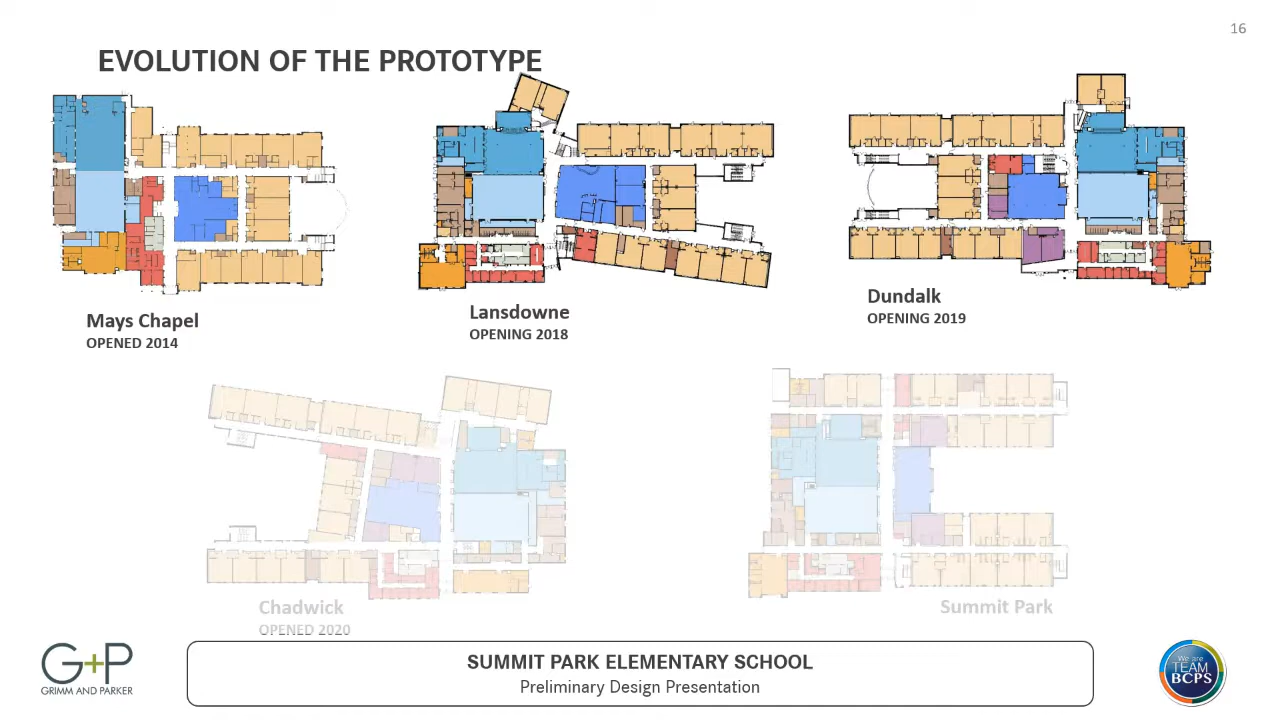 16
EVOLUTION OF THE PROTOTYPE
Mays Chapel
OPENED 2014
Lansdowne
OPENING 2018
Dundalk
OPENING 2019
Chadwick
OPENED 2020
Summit Park
G+P
GRIMM AND PARKER
SUMMIT PARK ELEMENTARY SCHOOL
Preliminary Design Presentation
We are
TEAM
BCPS